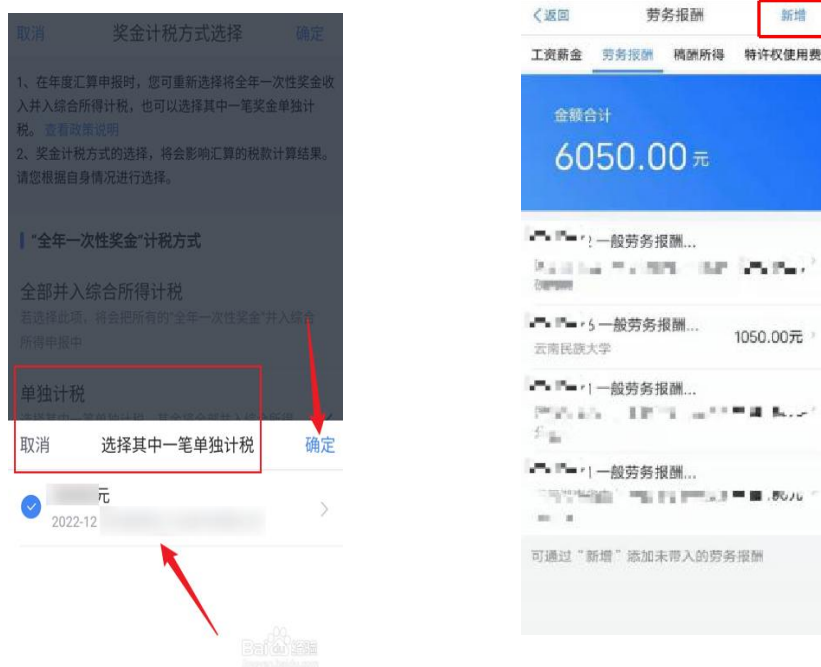 取消 奖金计税方式选择 确定
1、在年度汇算申报时，您可重新选择将全年一次性奖金收
入并入综合所得计税，也可以选择其中一笔奖金单独计
税。 查看政策说明
2、奖金计税方式的选择，将会影响汇算的税款计算结果。
请您根据自身情况进行选择。
"全年一次性奖金"计税方式
全部并入综合所得计税
若选择此项，将会把所有的"全年一次性奖金"并入综合
所得申报中
单独计税
取消 选择其中一笔单独计税 确定
元
2022-12
Baidu 经验
返回 劳务报酬 新增
工资薪金 劳务报酬 稿酬所得 特许权使用费
金额合计
6050.00 元
一般劳务报酬...
一般劳务报酬...
1050.00元
云南民族大学
一般劳务报酬...
一般劳务报酬...
可通过"新增"添加未带入的劳务报酬